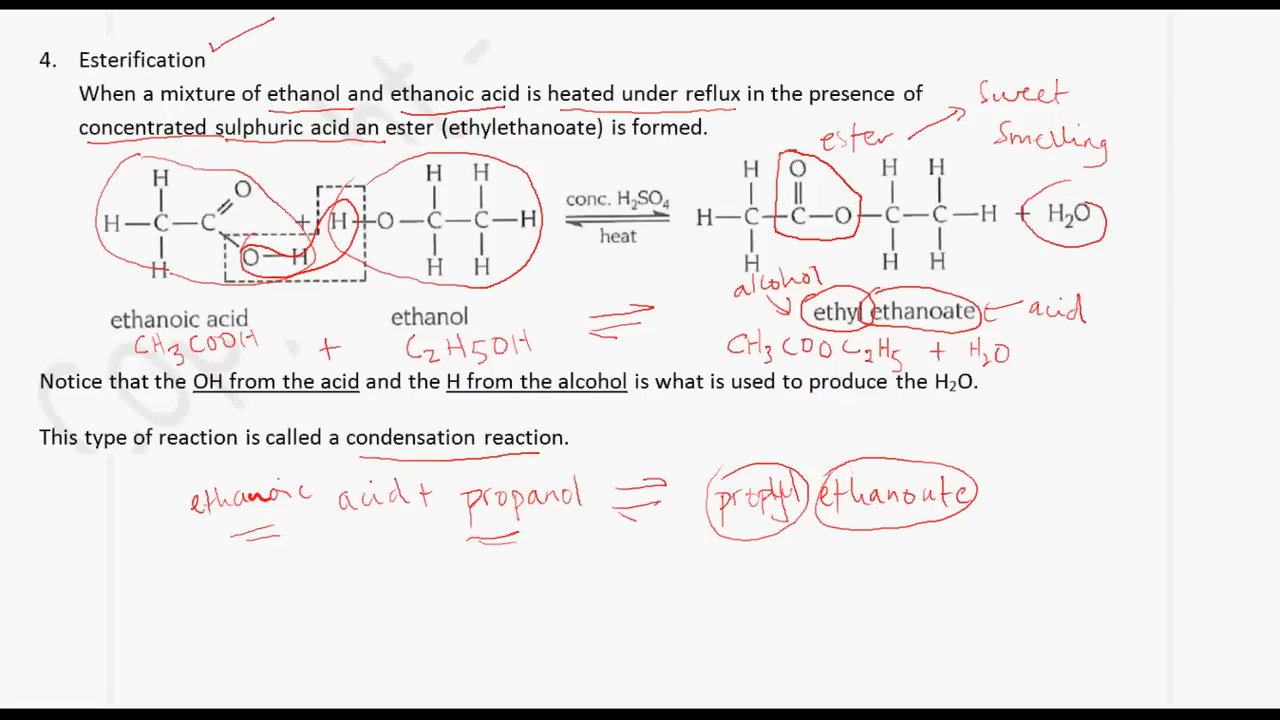 4. Esterification
When a mixture of ethanol and ethanoic acid is heated under reflux in the presence of
concentrated sulphuric acid an ester (ethylethanoate) is formed.
sweet
smelling
ester
H O H H H H H O H H
H—C—C + H—O—C—C—H conc. H₂SO₄ H—C—C—O—C—C—H + H₂O
heat
H O—H H H H H H
alcohol
ethanoic acid ethanol ethyl ethanoate acid
CH3COOH + C2H5OH CH3COOC2H5 + H2O
Notice that the OH from the acid and the H from the alcohol is what is used to produce the H₂O.
This type of reaction is called a condensation reaction.
ethanoic acid + propanol ⇌ propyl ethanoate